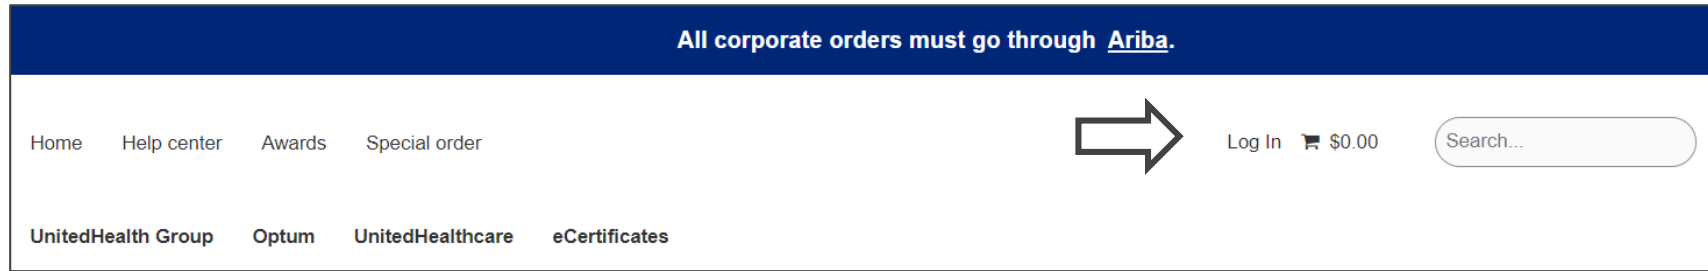 All corporate orders must go through Ariba.
Home Help center Awards Special order Log In $0.00 Search...
UnitedHealth Group Optum UnitedHealthcare eCertificates